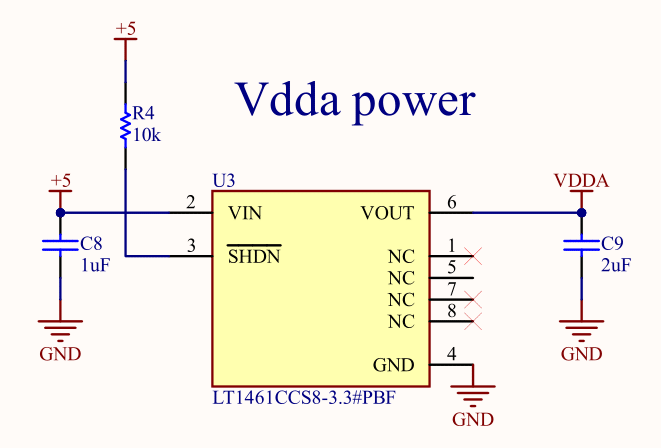 +5
Vdda power
R4
10k
+5
U3
VDDA
2
VIN
VOUT
6
3
SHDN
NC
1
C8
1uF
NC
5
C9
2uF
NC
7
NC
8
GND
4
GND
GND
LT1461CCS8-3.3#PBF
GND